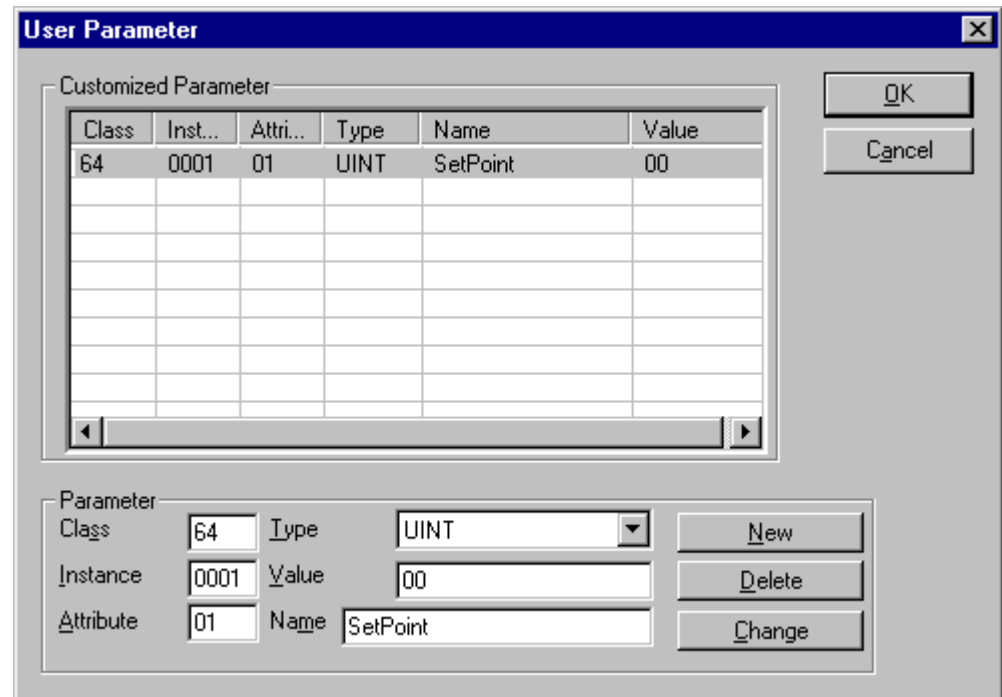 User Parameter
Customized Parameter
Class Inst... Attri... Type Name Value
64 0001 01 UINT SetPoint 00
OK
Cancel
Parameter
Class 64 Type UINT New
Instance 0001 Value 00 Delete
Attribute 01 Name SetPoint Change